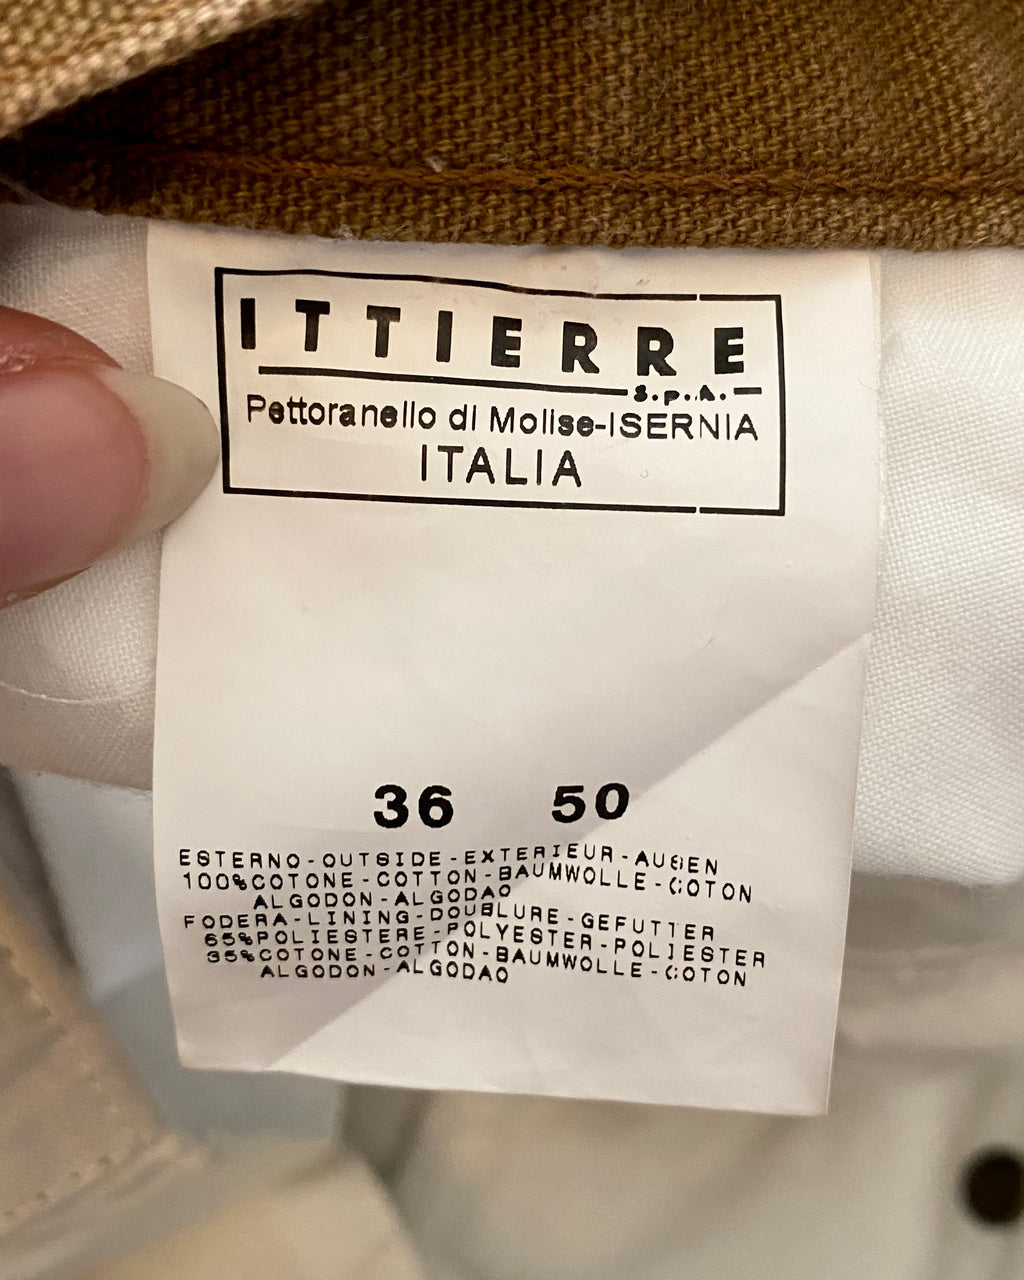 ITTIERRE
S.p.A.
Pettoranello di Molise-ISERNIA
ITALIA
36 50
ESTERNO-OUTSIDE-EXTERIEUR-AUSEN
100%COTONE-COTTON-BAUMWOLLE-COTON
ALGODON-ALGODAO
FODERA-LINING-DOUBLURE-GEFUTTER
65%POLIESTERE-POLYESTER-POLIESTER
35%COTONE-COTTON-BAUMWOLLE-COTON
ALGODON-ALGODAO